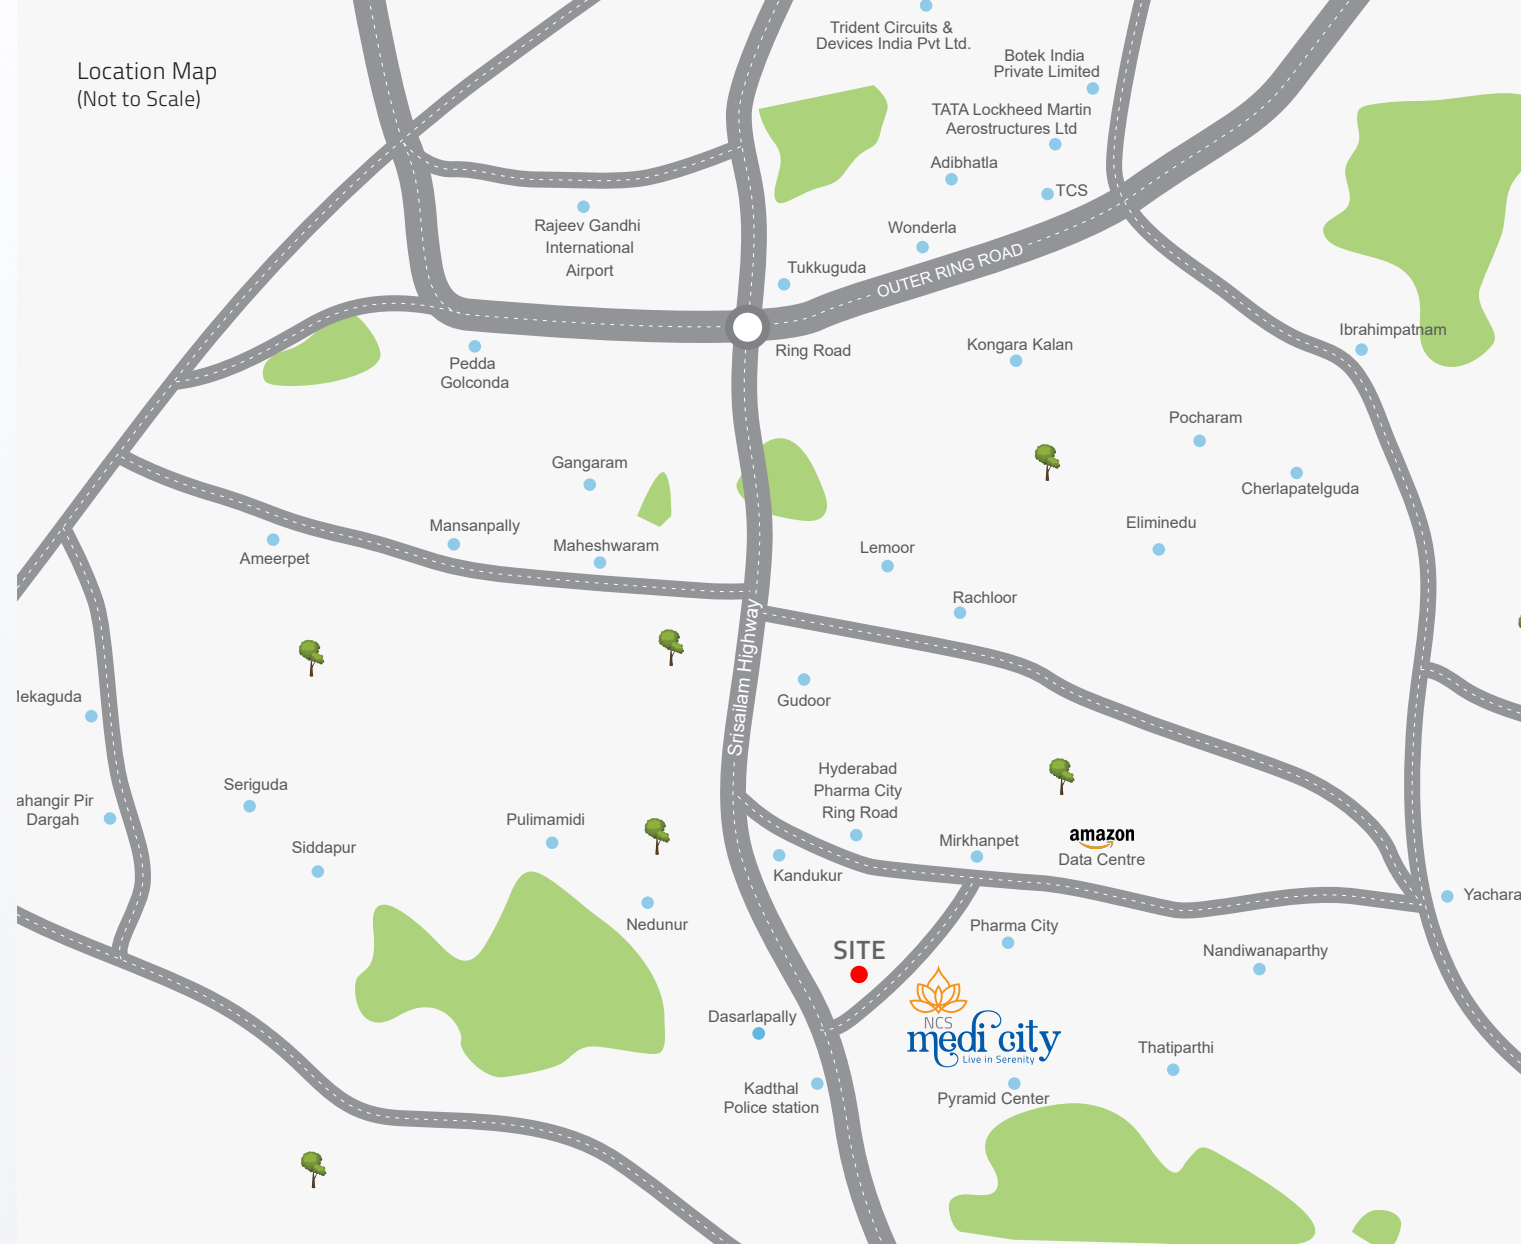 Location Map
(Not to Scale)
Trident Circuits &
Devices India Pvt Ltd.
Botek India
Private Limited
TATA Lockheed Martin
Aerostructures Ltd
Adibhatla
TCS
Rajeev Gandhi
International
Airport
Wonderla
Tukkuguda
OUTER RING ROAD
Ring Road
Pedda
Golconda
Kongara Kalan
Ibrahimpatnam
Pocharam
Cherlapatelguda
Gangaram
Mansanpally
Maheshwaram
Ameerpet
Eliminedu
Lemoor
Rachloor
Srisailam Highway
Gudoor
lekaguda
ahangir Pir
Dargah
Seriguda
Siddapur
Pulimamidi
Nedunur
Hyderabad
Pharma City
Ring Road
Mirkhanpet
amazon
Data Centre
Kandukur
Yachara
Pharma City
Nandiwanaparthy
SITE
NCS
medi city
Live in Serenity
Dasarlapally
Thatiparthi
Kadthal
Police station
Pyramid Center